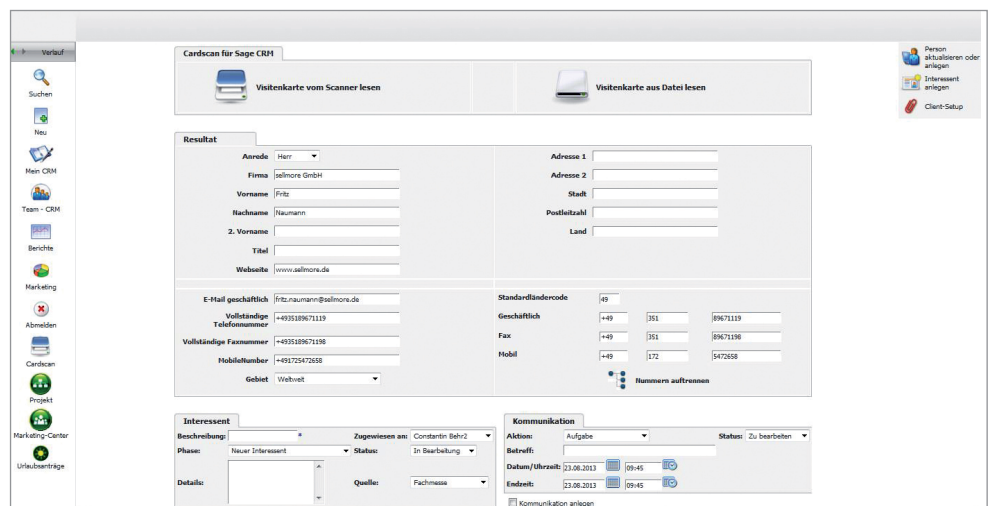 Verlauf
Suchen
Neu
Mein CRM
Team - CRM
Berichte
Marketing
Abmelden
Cardscan
Projekt
Marketing-Center
Urlaubsanträge
Cardscan für Sage CRM
Visitenkarte vom Scanner lesen
Visitenkarte aus Datei lesen
Person
aktualisieren oder
anlegen
Interessent
anlegen
Client-Setup
Resultat
Anrede Herr
Firma sellmore GmbH
Vorname Fritz
Nachname Naumann
2. Vorname
Titel
Webseite www.sellmore.de
Adresse 1
Adresse 2
Stadt
Postleitzahl
Land
E-Mail geschäftlich fritz.naumann@sellmore.de
Vollständige
Telefonnummer +4935189671119
Vollständige Faxnummer +4935189671198
MobileNumber +491725472658
Gebiet Weltweit
Standardländercode 49
Geschäftlich +49 351 89671119
Fax +49 351 89671198
Mobil +49 172 5472658
Nummern auftrennen
Interessent
Beschreibung: * Zugewiesen an: Constantin Behr2
Phase: Neuer Interessent Status: In Bearbeitung
Details: Quelle: Fachmesse
Kommunikation
Aktion: Aufgabe Status: Zu bearbeiten
Betreff:
Datum/Uhrzeit: 23.08.2013 09:45
Endzeit: 23.08.2013 09:45
Kommunikation anlegen